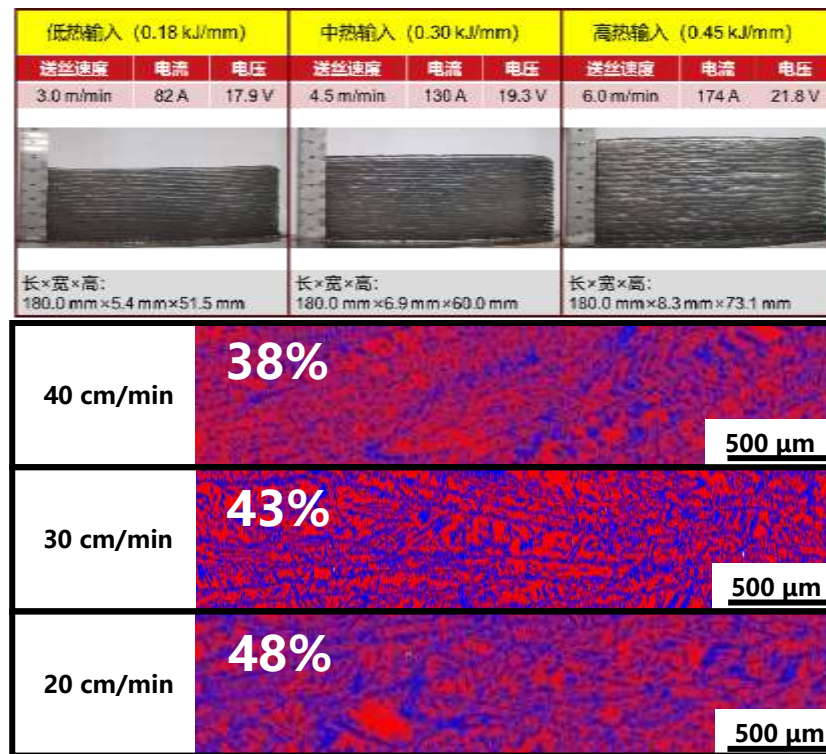 低热输入 (0.18 kJ/mm) 中热输入 (0.30 kJ/mm) 高热输入 (0.45 kJ/mm)
送丝速度 电流 电压 送丝速度 电流 电压 送丝速度 电流 电压
3.0 m/min 82 A 17.9 V 4.5 m/min 130 A 19.3 V 6.0 m/min 174 A 21.8 V
长×宽×高: 长×宽×高: 长×宽×高:
180.0 mm×5.4 mm×51.5 mm 180.0 mm×6.9 mm×60.0 mm 180.0 mm×8.3 mm×73.1 mm
40 cm/min 38%
500 μm
30 cm/min 43%
500 μm
20 cm/min 48%
500 μm